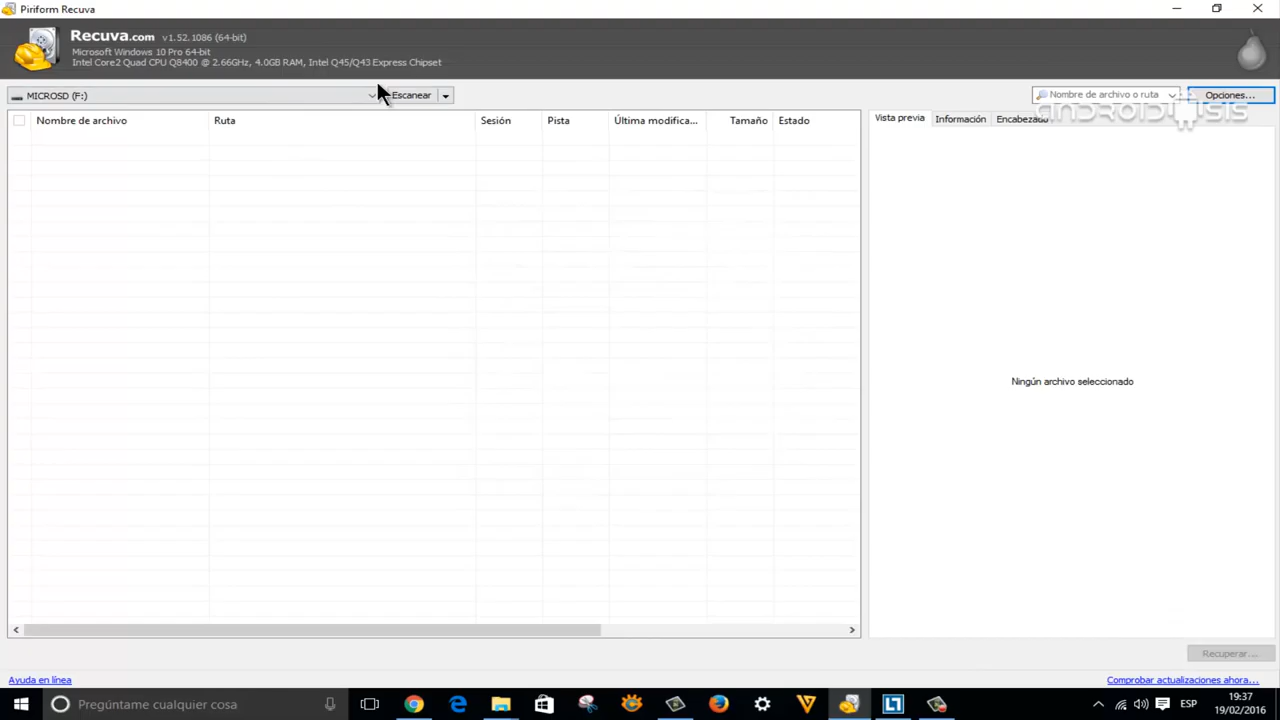 Piriform Recuva
Recuva.com v1.52.1086 (64-bit)
Microsoft Windows 10 Pro 64-bit
Intel Core2 Quad CPU Q8400 @ 2.66GHz, 4.0GB RAM, Intel Q45/Q43 Express Chipset
MICROSD (F:) Escanear Nombre de archivo o ruta Opciones...
ANDROIDSIS
Nombre de archivo Ruta Sesión Pista Última modifica... Tamaño Estado Vista previa Información Encabezado
Ningún archivo seleccionado
Recuperar...
Ayuda en línea Comprobar actualizaciones ahora...
Pregúntame cualquier cosa ESP 19:37
19/02/2016